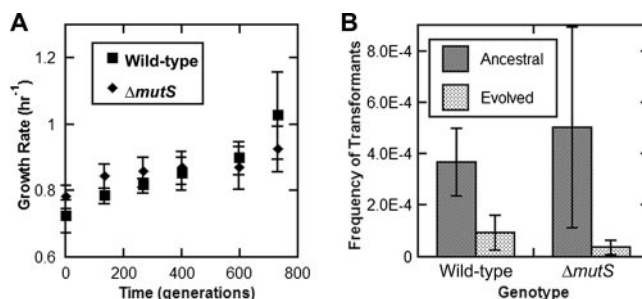 A
Growth Rate (hr-1)
1.2
1
0.8
0.6
Wild-type
ΔmutS
0 200 400 600 800
Time (generations)
B
Frequency of Transformants
8.0E-4
6.0E-4
4.0E-4
2.0E-4
Ancestral
Evolved
Wild-type ΔmutS
Genotype